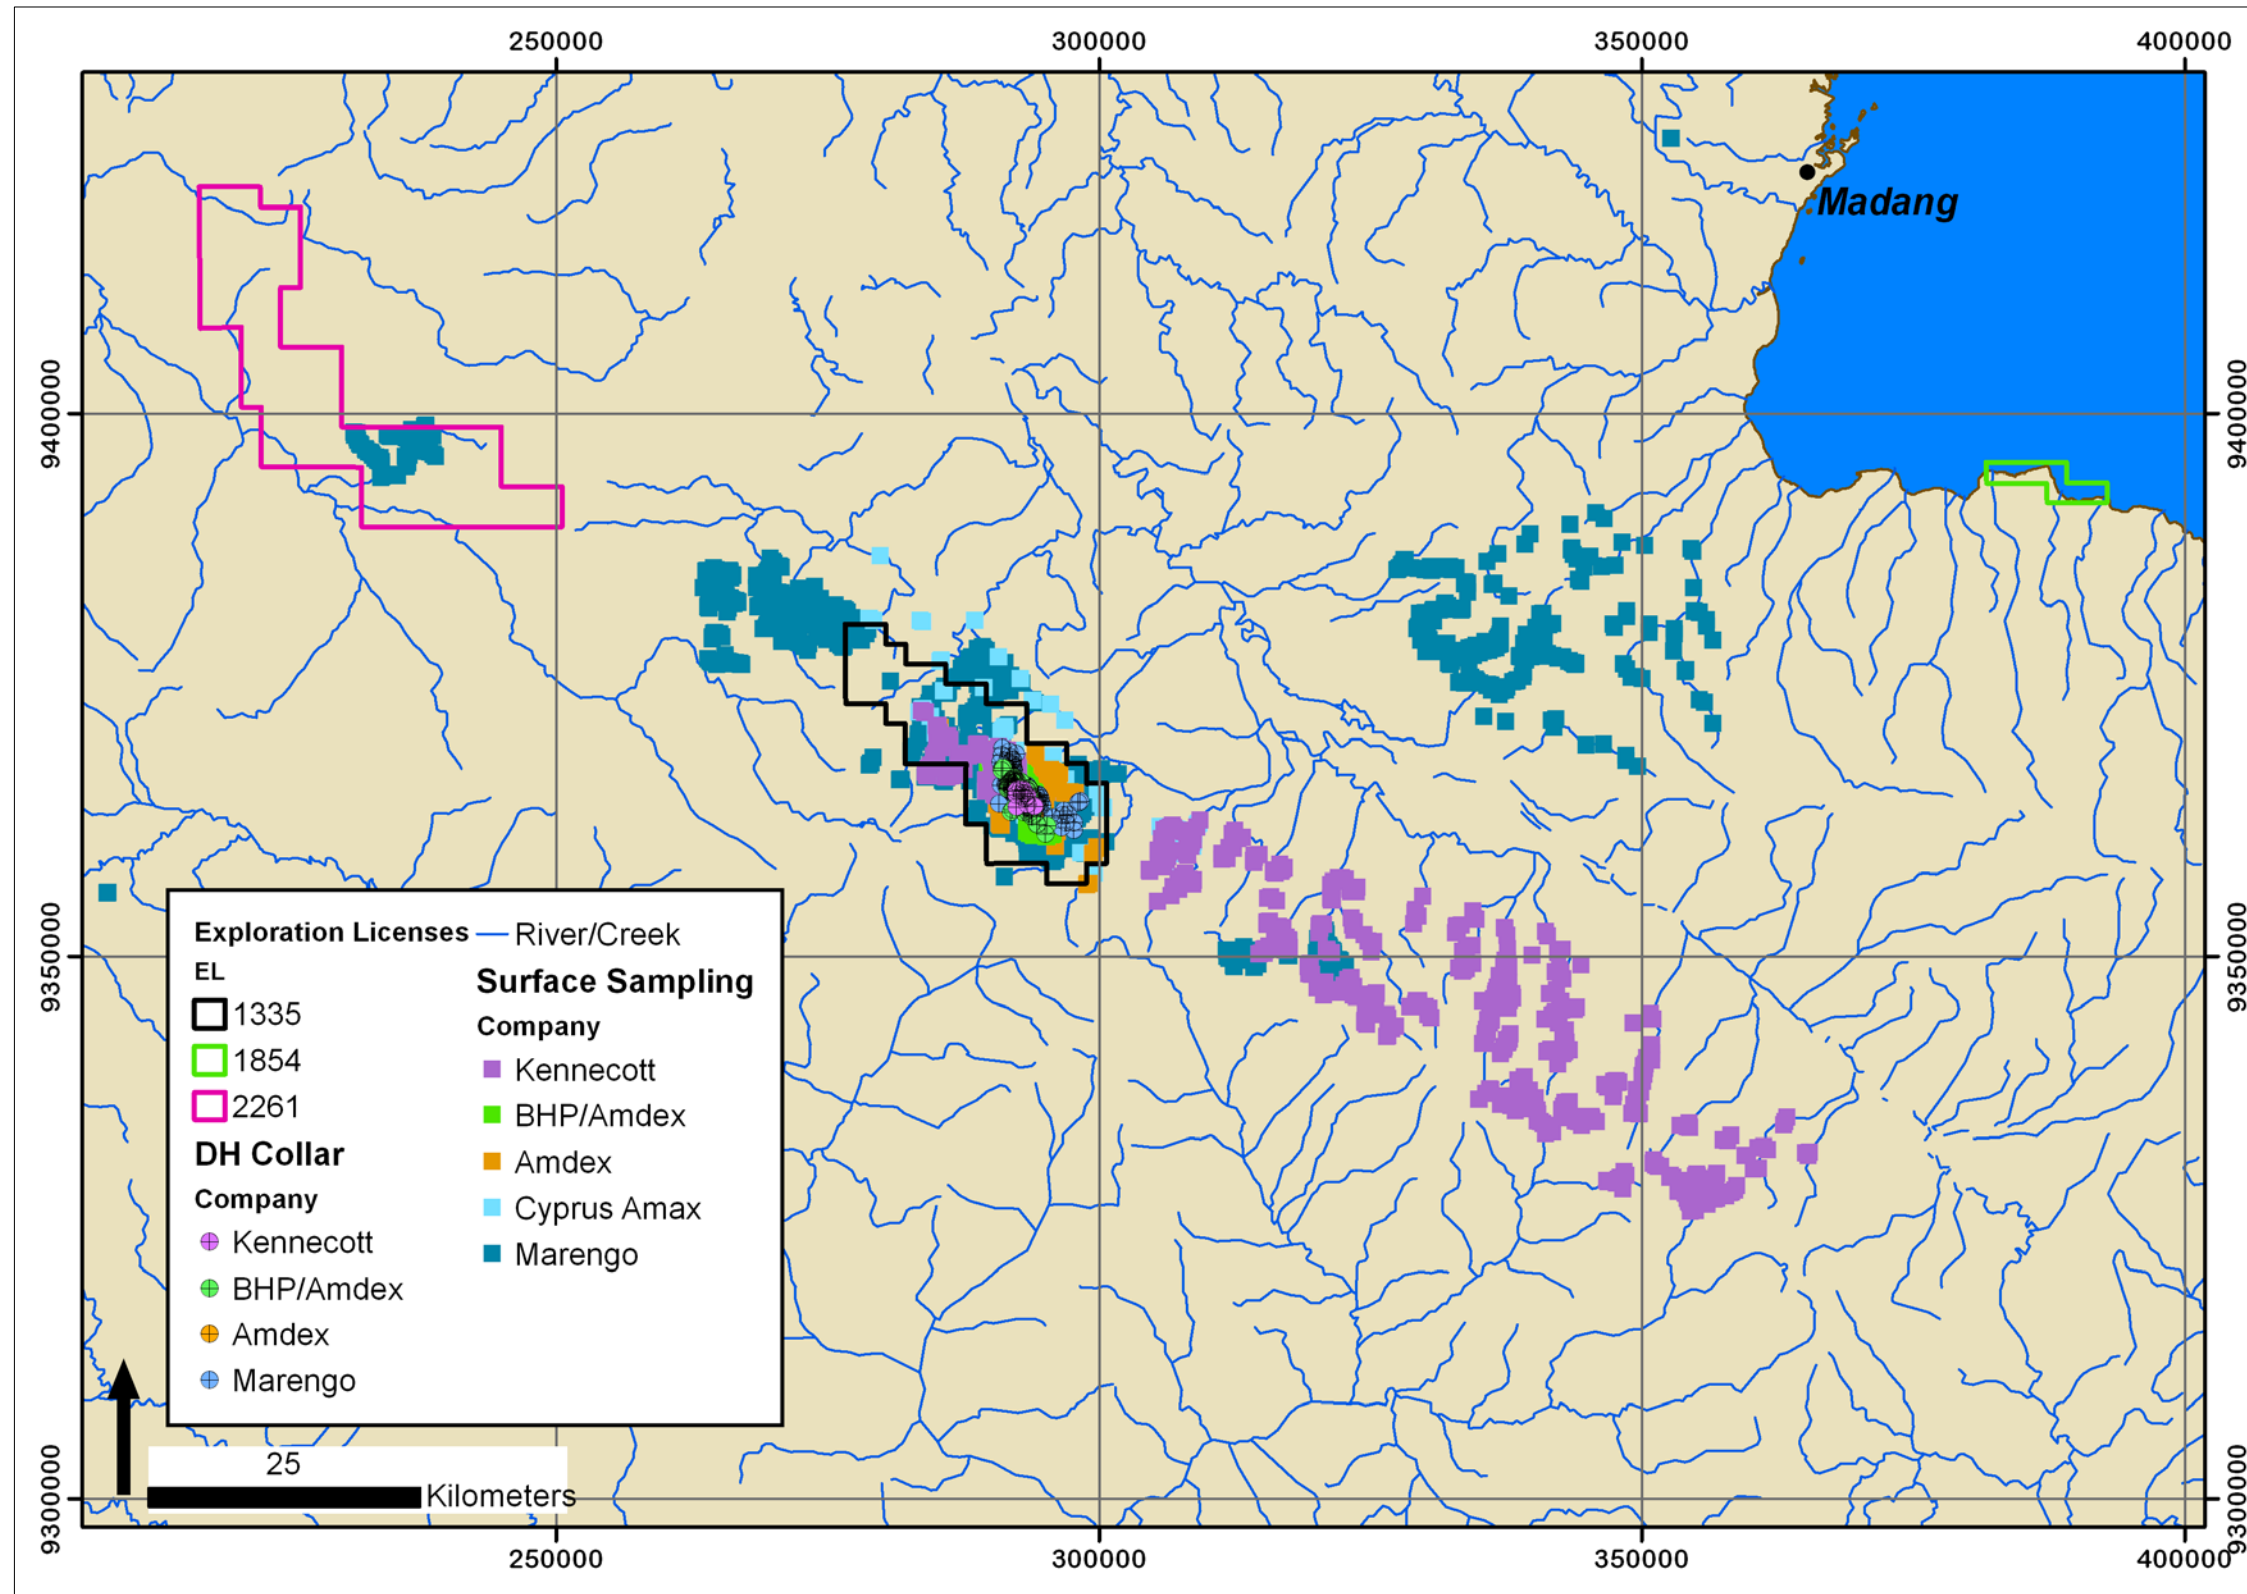 250000 300000 350000 400000
Madang
9400000 9400000
9350000 9350000
9300000 9300000
Exploration Licenses
EL
1335
1854
2261
DH Collar
Company
Kennecott
BHP/Amdex
Amdex
Marengo
River/Creek
Surface Sampling
Company
Kennecott
BHP/Amdex
Amdex
Cyprus Amax
Marengo
25
Kilometers
250000 300000 350000 400000